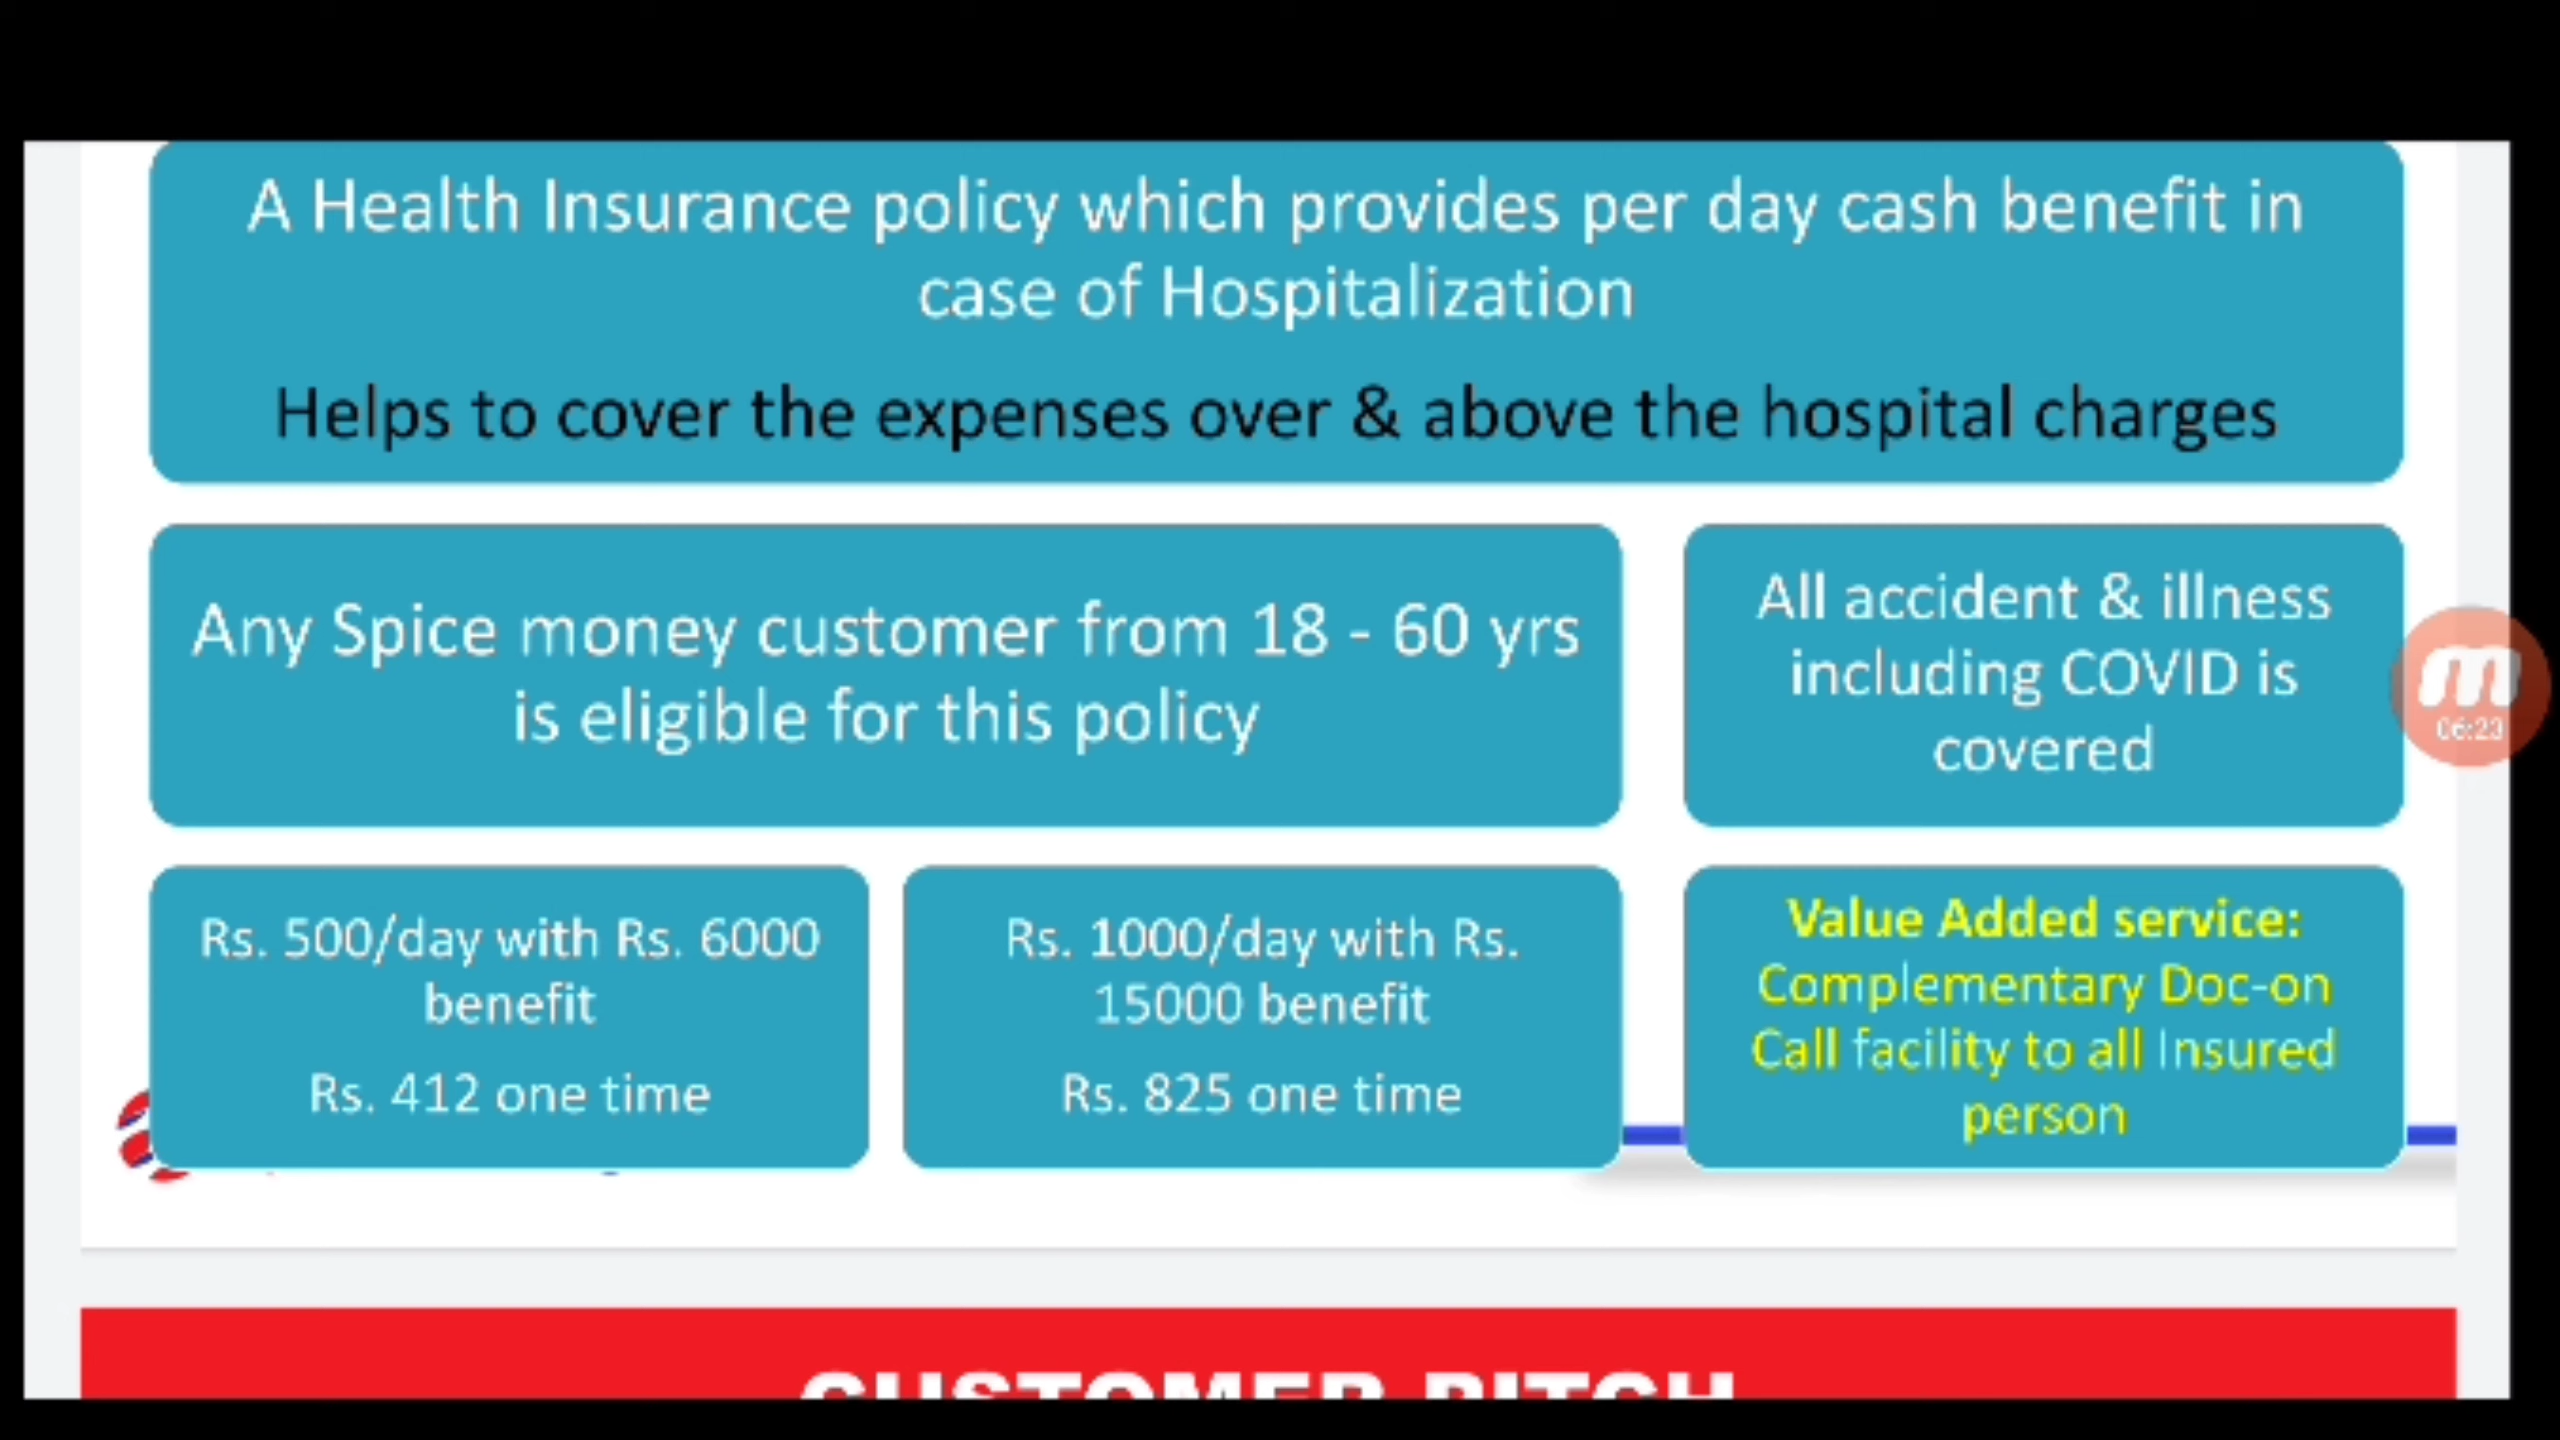 A Health Insurance policy which provides per day cash benefit in
case of Hospitalization
Helps to cover the expenses over & above the hospital charges
Any Spice money customer from 18 - 60 yrs
is eligible for this policy
All accident & illness
including COVID is
covered
06:23
Rs. 500/day with Rs. 6000
benefit
Rs. 412 one time
Rs. 1000/day with Rs.
15000 benefit
Rs. 825 one time
Value Added service:
Complementary Doc-on
Call facility to all Insured
person
CUSTOMER PITCH